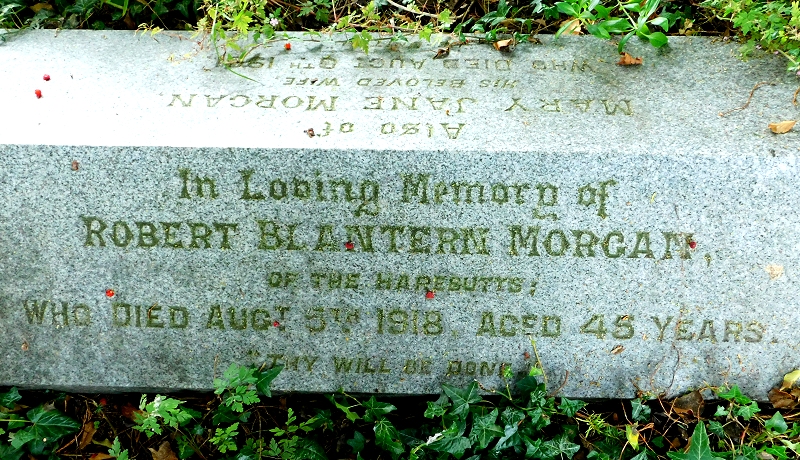 In Loving Memory of
ROBERT BLANTERN MORGAN,
OF THE HAREBUTTS;
WHO DIED AUGT 5TH 1918, AGED 45 YEARS.
"THY WILL BE DONE
Also of
MARY JANE MORGAN,
HIS BELOVED WIFE
WHO DIED AUGT